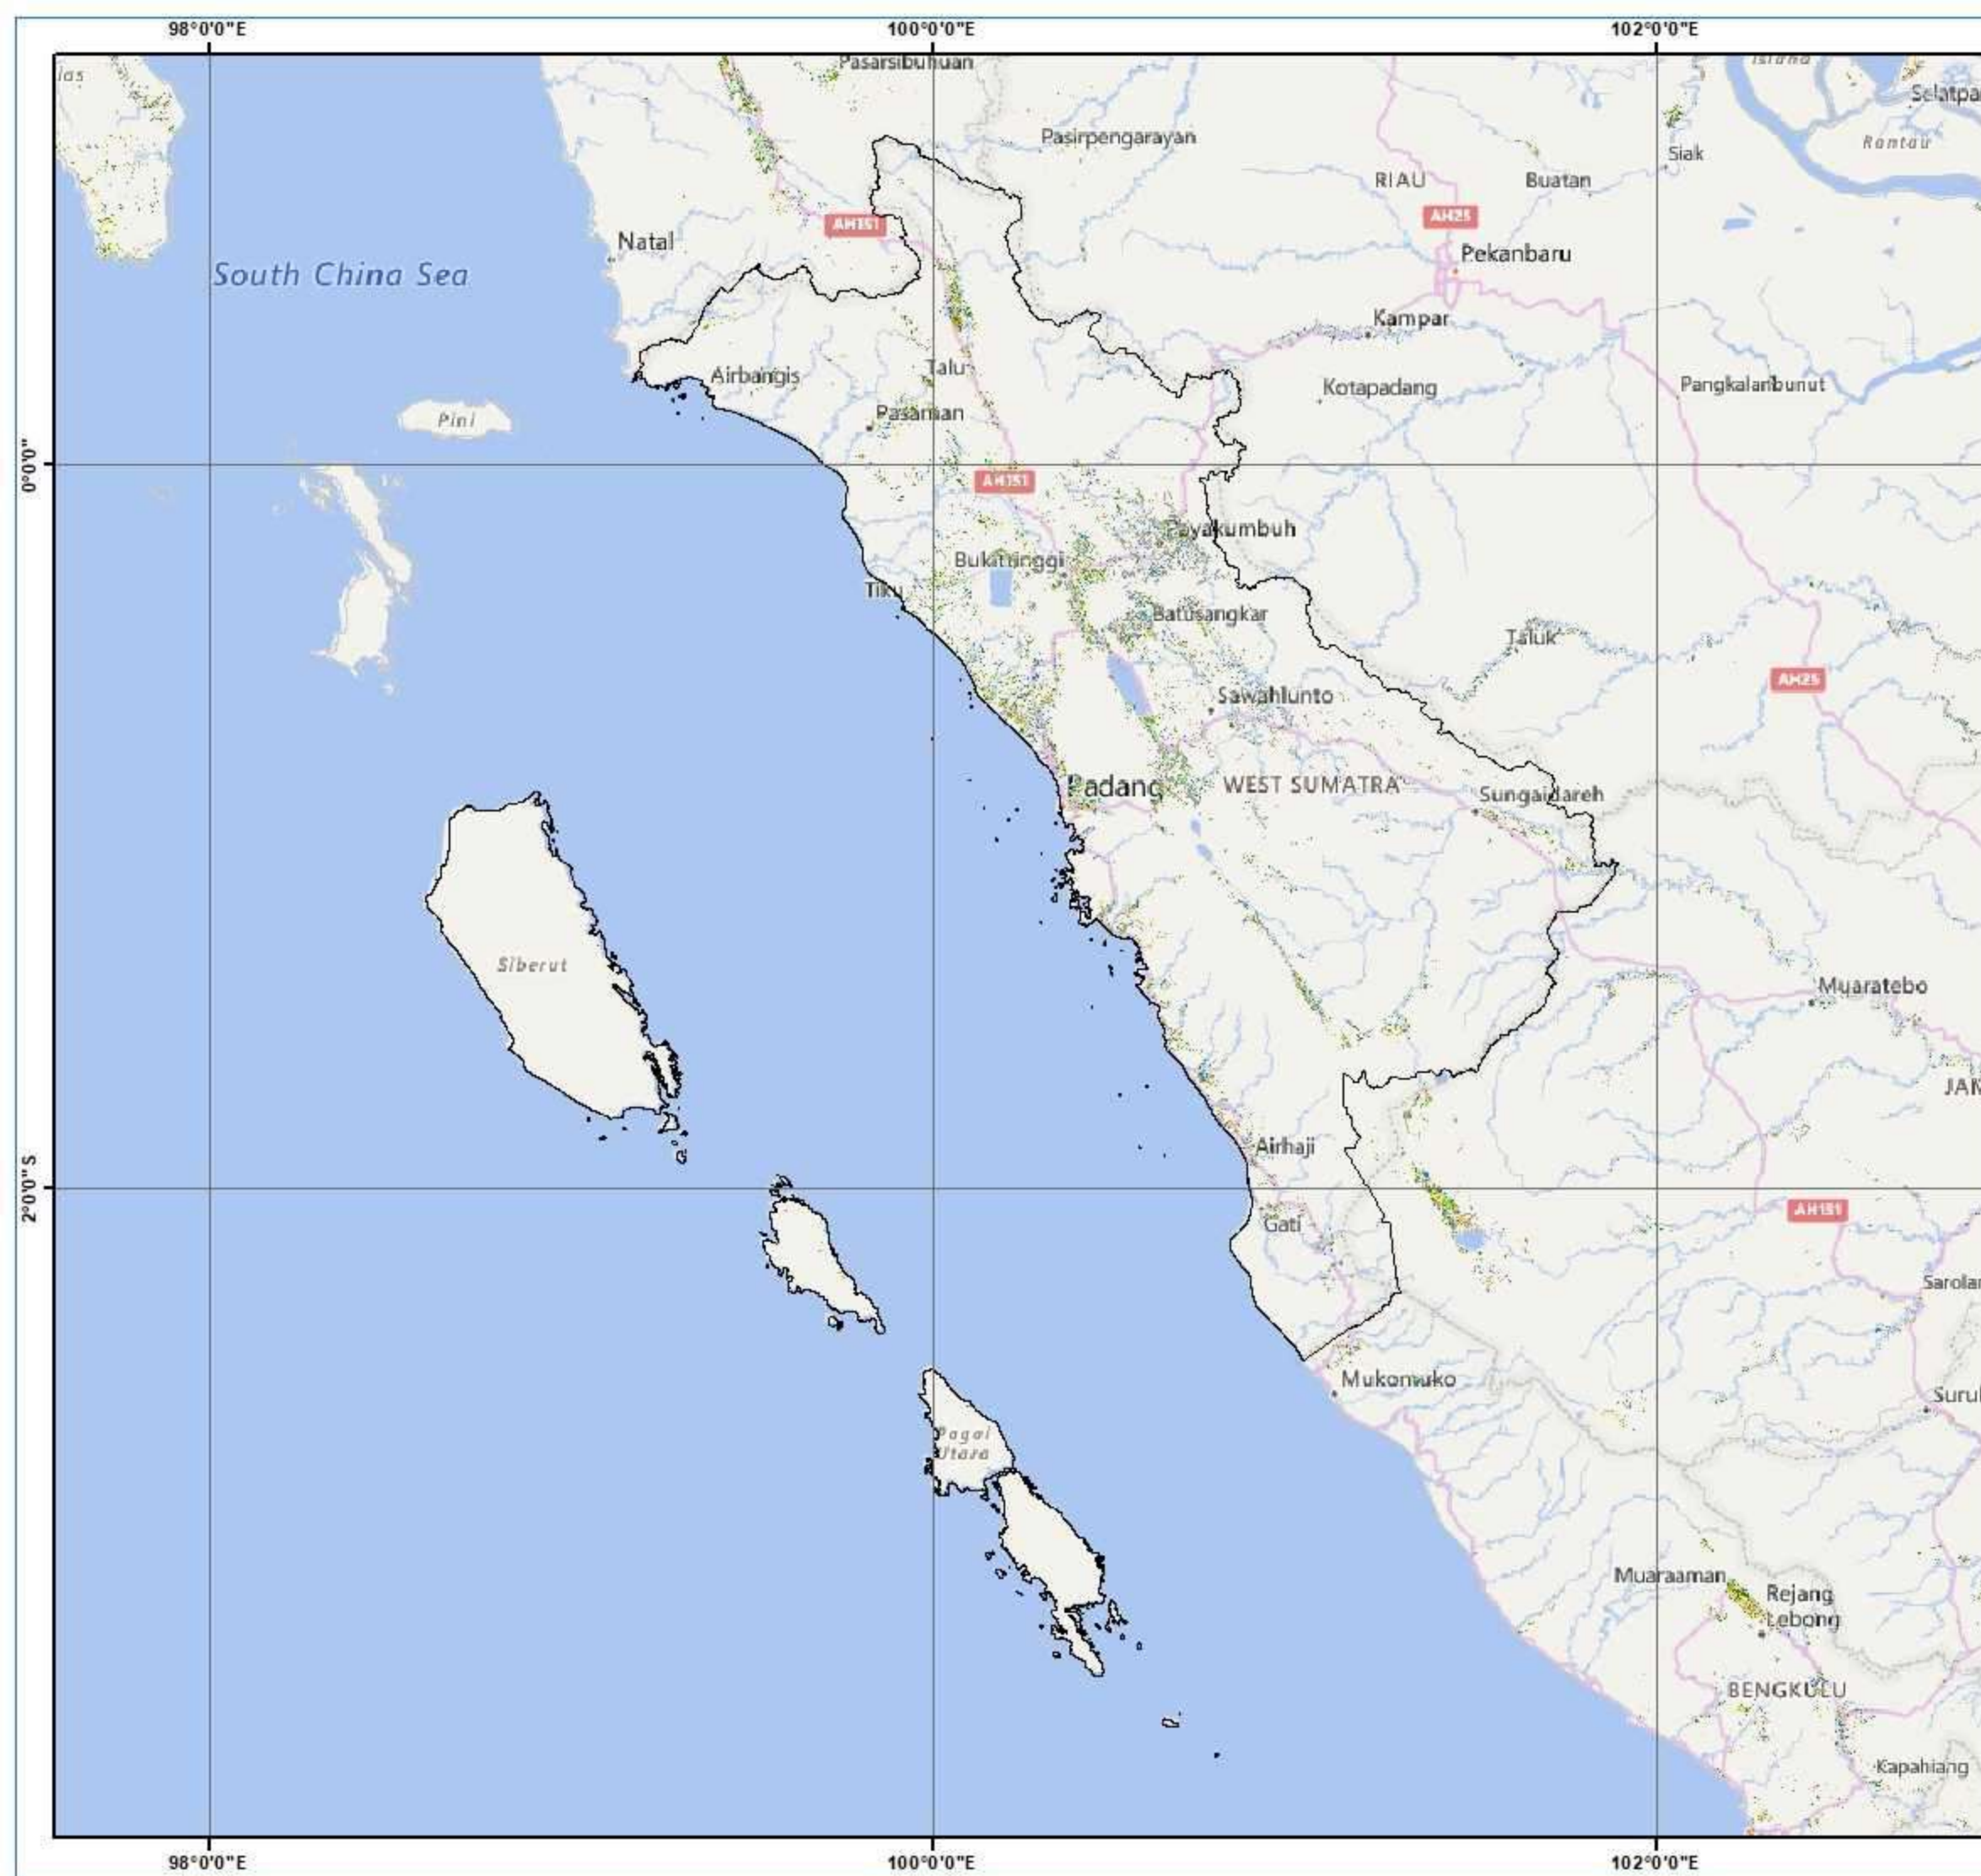 98°0'0"E
100°0'0"E
102°0'0"E
ias
Pasarsibuhuan
Island
Selatpa
Pasirpengarayan
Rantau
Siak
RIAU
Buatan
AH151
AH25
Natal
Pekanbaru
South China Sea
Kampar
Talu
Airbangis
Kotapadang
Pangkalanbunut
Pini
Pasaman
0°0'0"
AH151
Payakumbuh
Bukittinggi
Tiku
Batusangkar
Taluk
AH25
Sawahlunto
Padang
WEST SUMATRA
Sungaidareh
Siberut
Muaratebo
JAM
Airhaji
2°0'0"S
AH151
Gati
Sarolan
Mukomuko
Surul
Pagai
Utara
Muaraaman
Rejang
Lebong
BENGKULU
Kapahiang
98°0'0"E
100°0'0"E
102°0'0"E